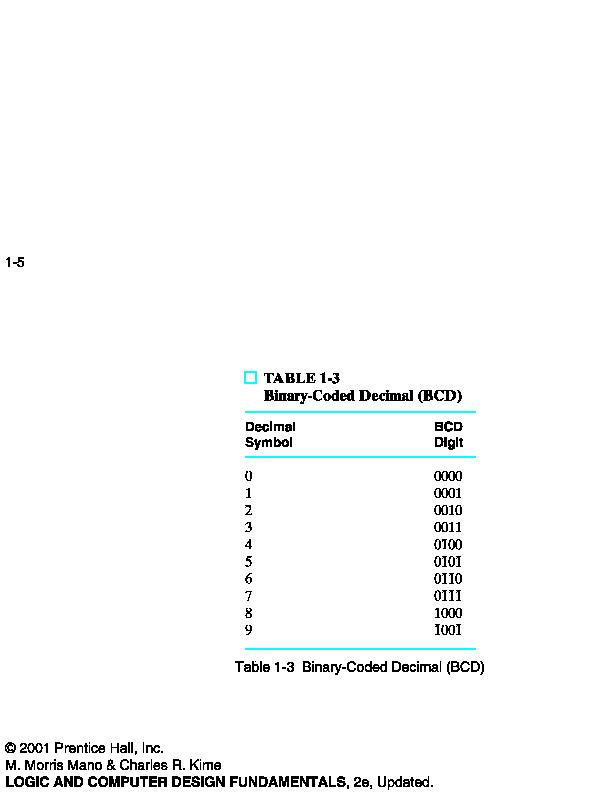 1-5
TABLE 1-3
Binary-Coded Decimal (BCD)
Decimal BCD
Symbol Digit
0 0000
1 0001
2 0010
3 0011
4 0100
5 0101
6 0110
7 0111
8 1000
9 1001
Table 1-3 Binary-Coded Decimal (BCD)
© 2001 Prentice Hall, Inc.
M. Morris Mano & Charles R. Kime
LOGIC AND COMPUTER DESIGN FUNDAMENTALS, 2e, Updated.